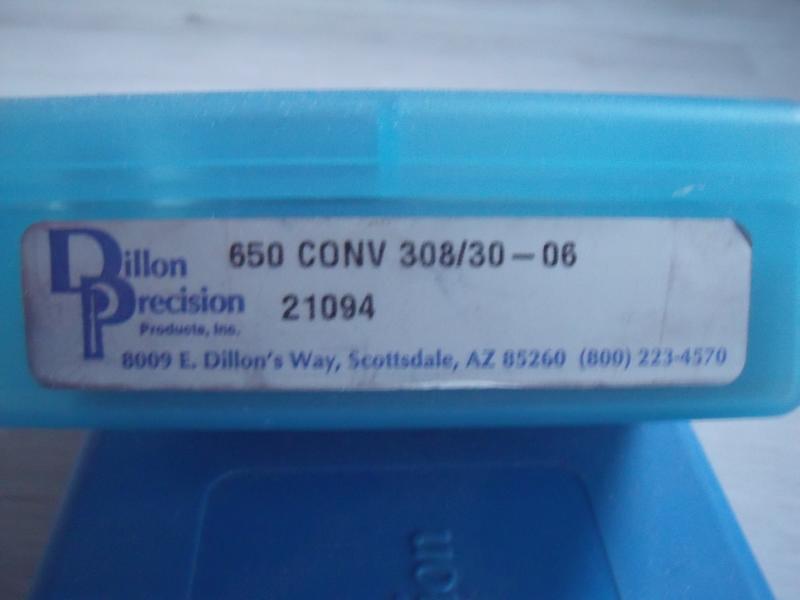 Dillon
Precision
Products, Inc.
650 CONV 308/30-06
21094
8009 E. Dillon's Way, Scottsdale, AZ 85260 (800) 223-4570
ion